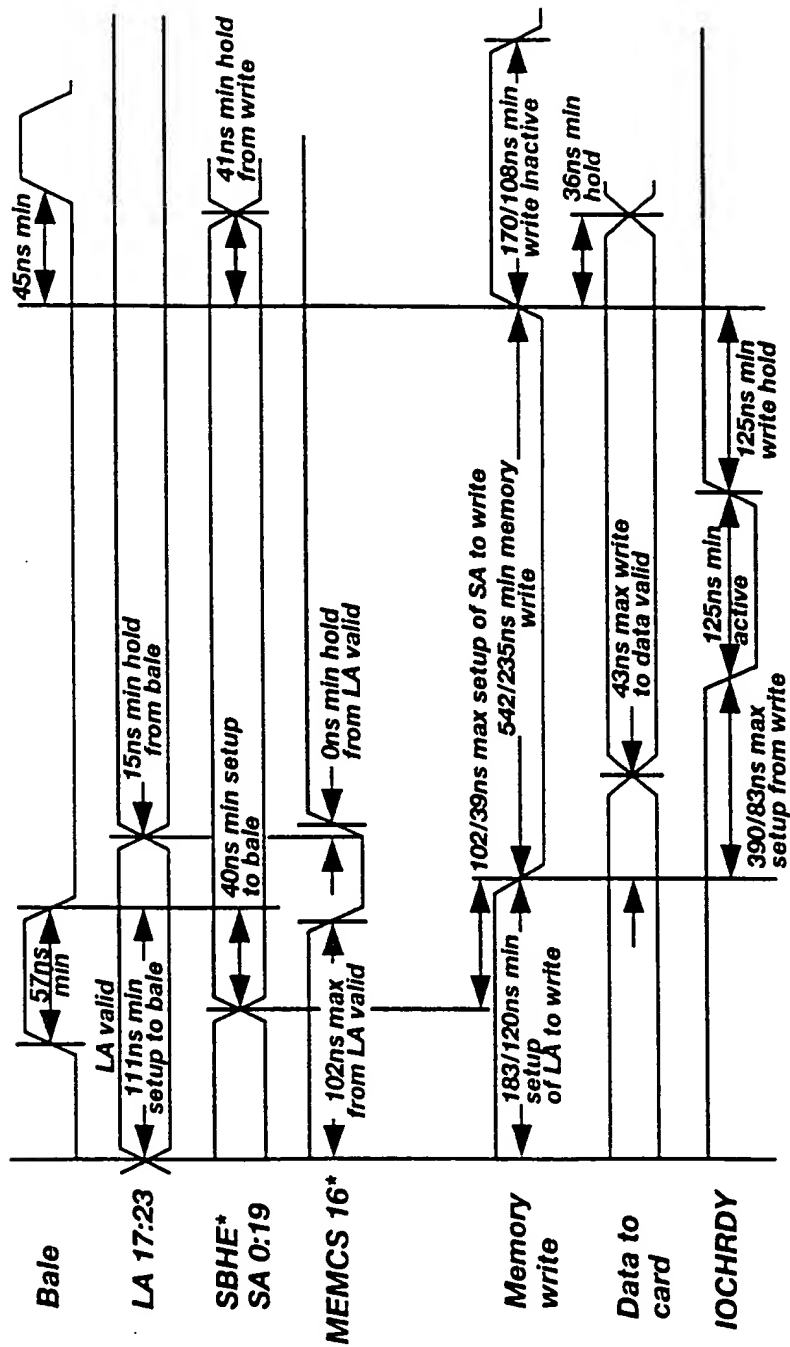 Bale
57ns
min
45ns min
LA 17:23
LA valid
111ns min
setup to bale
15ns min hold
from bale
SBHE*
SA 0:19
40ns min setup
to bale
41ns min hold
from write
MEMCS 16*
102ns max
from LA valid
0ns min hold
from LA valid
102/39ns max setup of SA to write
Memory
write
183/120ns min
setup
of LA to write
542/235ns min memory
write
170/108ns min
write inactive
Data to
card
43ns max write
to data valid
36ns min
hold
IOCHRDY
390/83ns max
setup from write
125ns min
active
125ns min
write hold